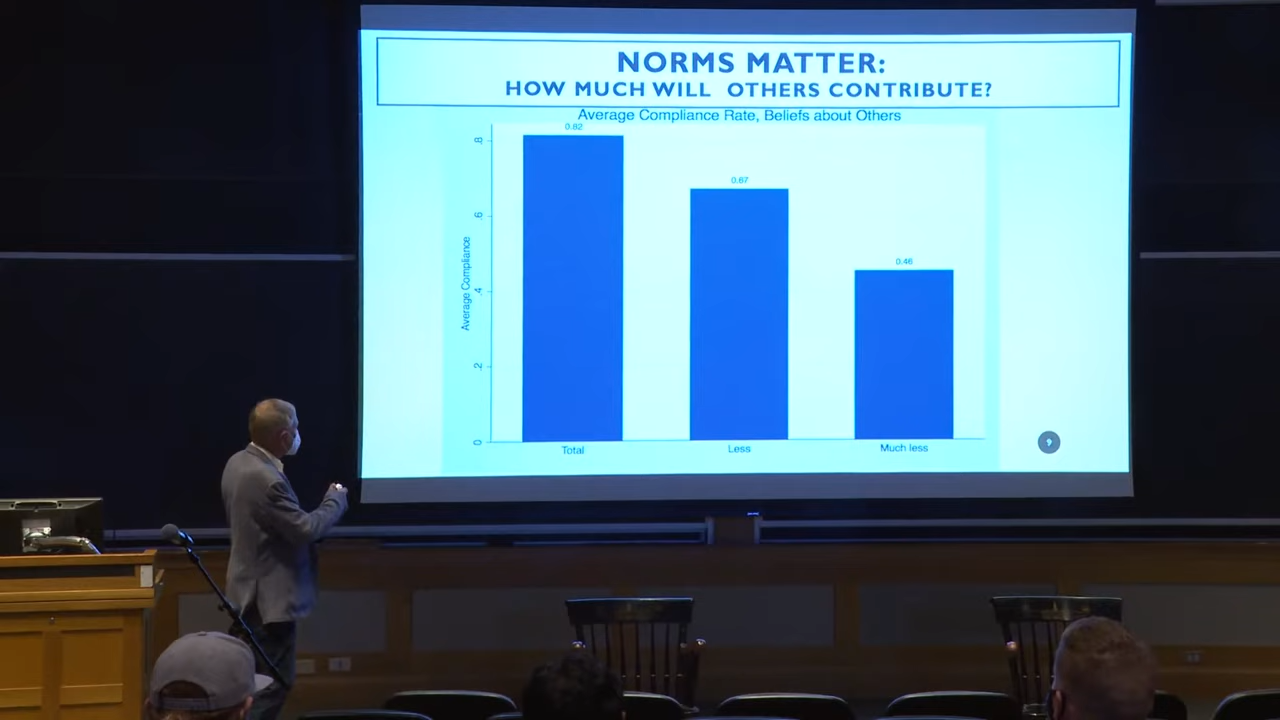 NORMS MATTER:
HOW MUCH WILL OTHERS CONTRIBUTE?
Average Compliance Rate, Beliefs about Others
0.82
0.67
0.46
Average Compliance
.8
.6
.4
.2
0
Total
Less
Much less
9